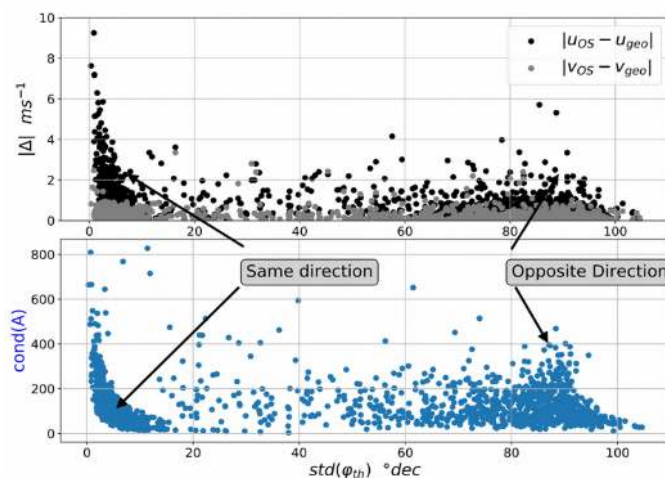 10
8
6
4
2
0
|Δ| ms⁻¹
|u_OS − u_geo|
|v_OS − v_geo|
0 20 40 60 80 100
800
600
400
200
0
cond(A)
Same direction
Opposite Direction
0 20 40 60 80 100
std(φ_th) °dec